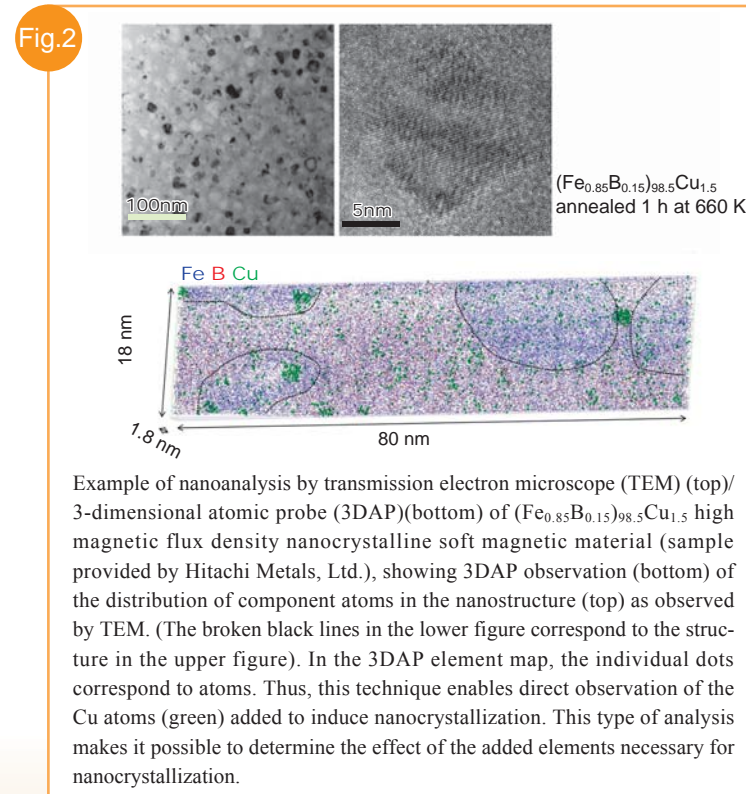 Fig.2
100nm
5nm
(Fe₀.₈₅B₀.₁₅)₉₈.₅Cu₁.₅
annealed 1 h at 660 K
Fe B Cu
18 nm
1.8 nm
80 nm
Example of nanoanalysis by transmission electron microscope (TEM) (top)/
3-dimensional atomic probe (3DAP)(bottom) of (Fe₀.₈₅B₀.₁₅)₉₈.₅Cu₁.₅ high
magnetic flux density nanocrystalline soft magnetic material (sample
provided by Hitachi Metals, Ltd.), showing 3DAP observation (bottom) of
the distribution of component atoms in the nanostructure (top) as observed
by TEM. (The broken black lines in the lower figure correspond to the struc-
ture in the upper figure). In the 3DAP element map, the individual dots
correspond to atoms. Thus, this technique enables direct observation of the
Cu atoms (green) added to induce nanocrystallization. This type of analysis
makes it possible to determine the effect of the added elements necessary for
nanocrystallization.